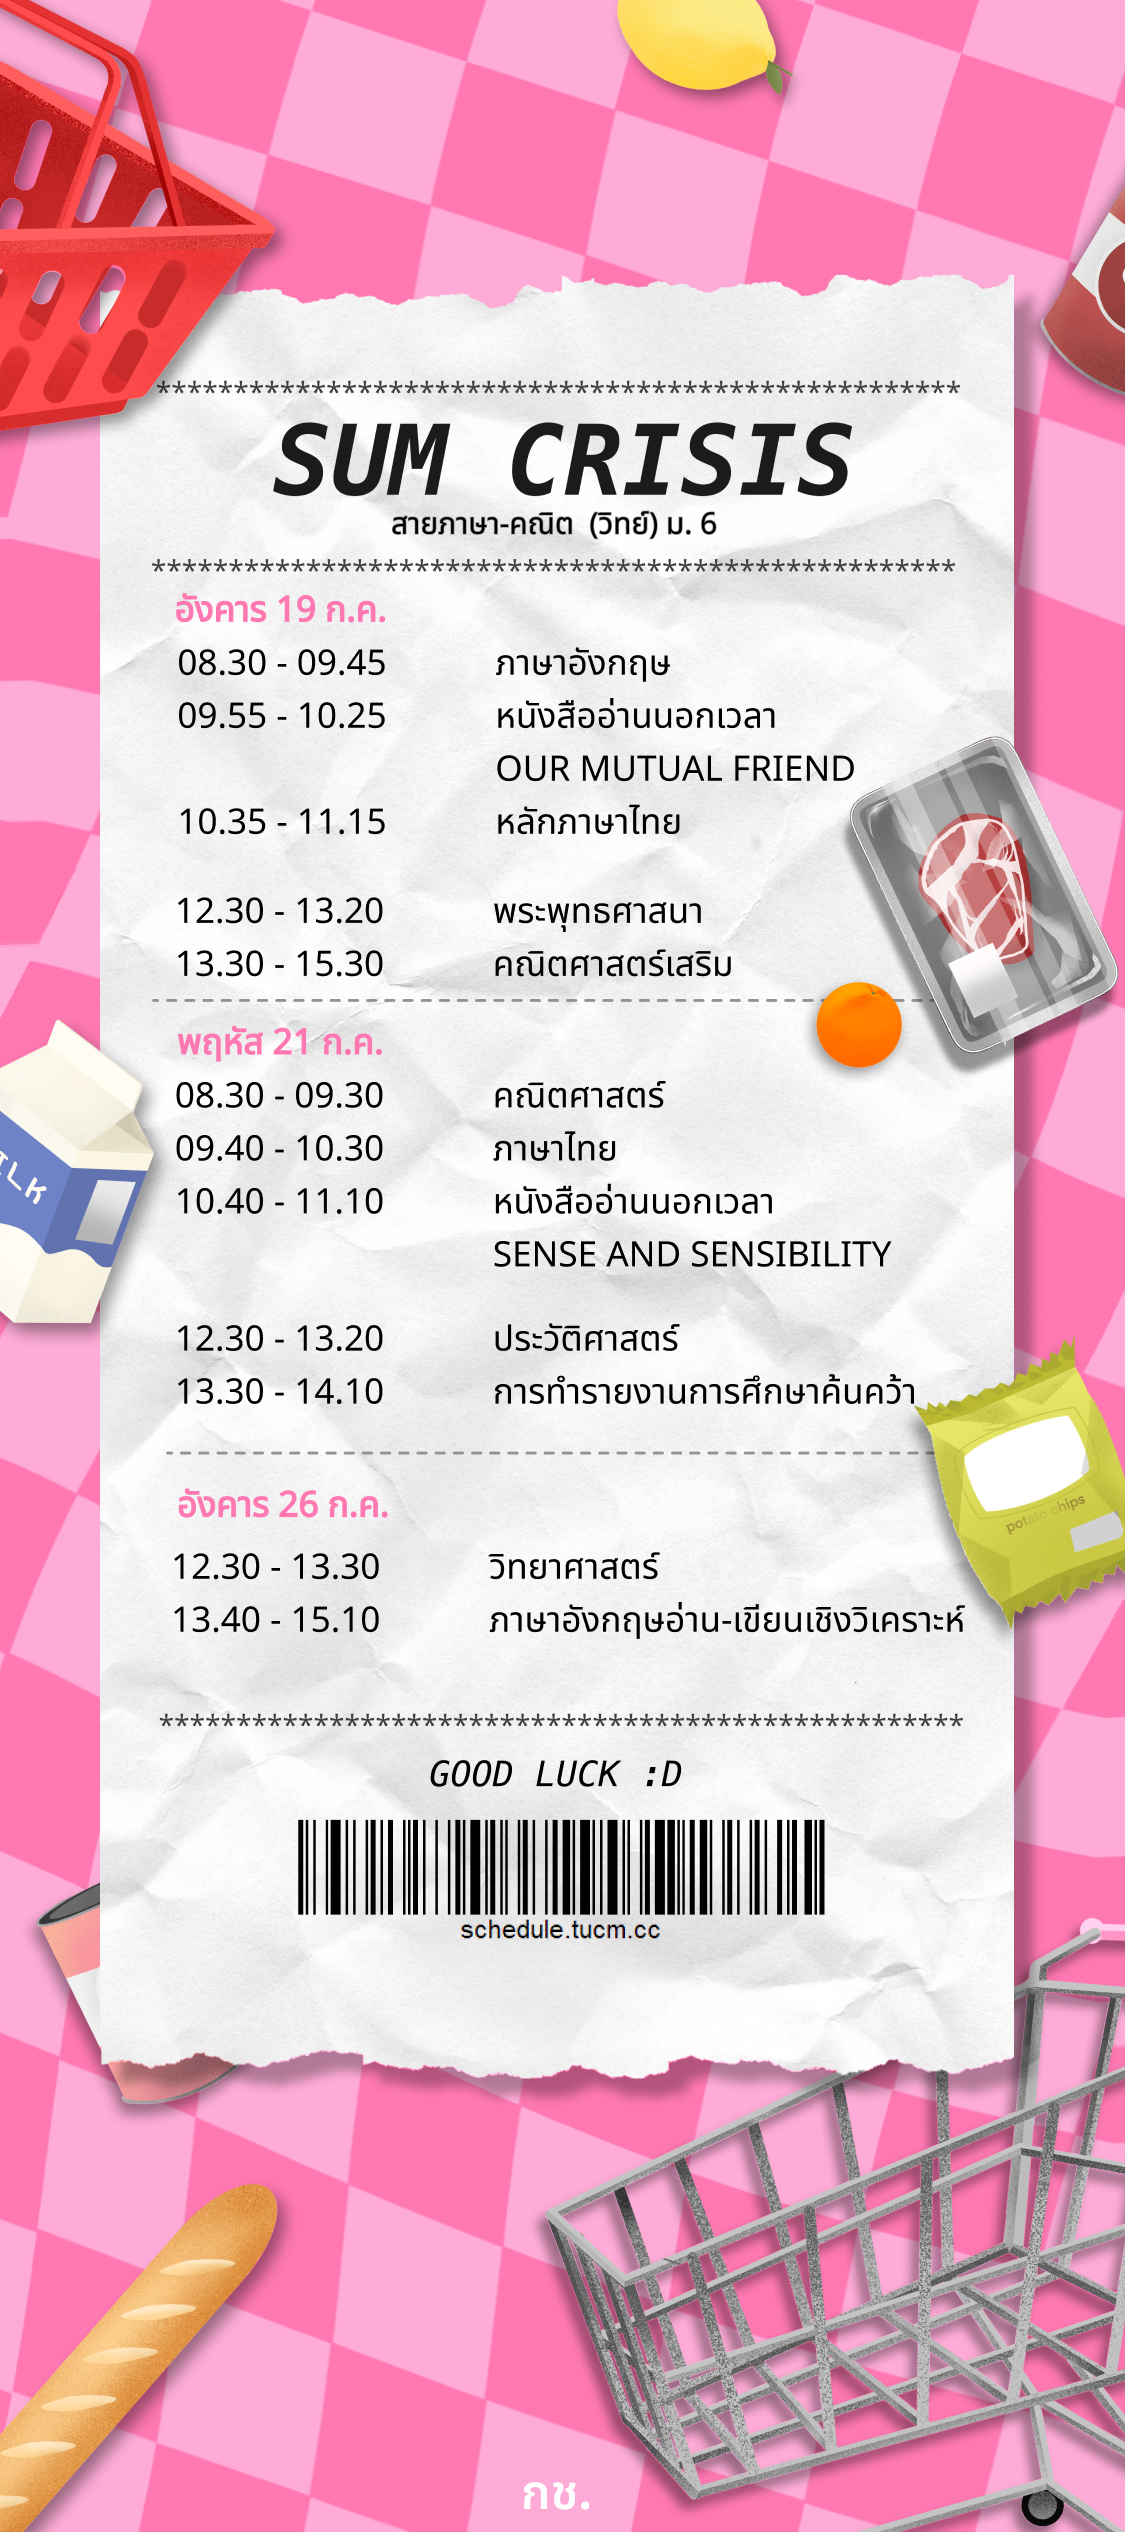 ****************************************************
SUM CRISIS
สายภาษา-คณิต (วิทย์) ม. 6
****************************************************
อังคาร 19 ก.ค.
08.30 - 09.45 ภาษาอังกฤษ
09.55 - 10.25 หนังสืออ่านนอกเวลา
OUR MUTUAL FRIEND
10.35 - 11.15 หลักภาษาไทย
12.30 - 13.20 พระพุทธศาสนา
13.30 - 15.30 คณิตศาสตร์เสริม
พฤหัส 21 ก.ค.
08.30 - 09.30 คณิตศาสตร์
09.40 - 10.30 ภาษาไทย
10.40 - 11.10 หนังสืออ่านนอกเวลา
SENSE AND SENSIBILITY
12.30 - 13.20 ประวัติศาสตร์
13.30 - 14.10 การทำรายงานการศึกษาค้นคว้า
potato chips
อังคาร 26 ก.ค.
12.30 - 13.30 วิทยาศาสตร์
13.40 - 15.10 ภาษาอังกฤษอ่าน-เขียนเชิงวิเคราะห์
****************************************************
GOOD LUCK :D
schedule.tucm.cc
กช.